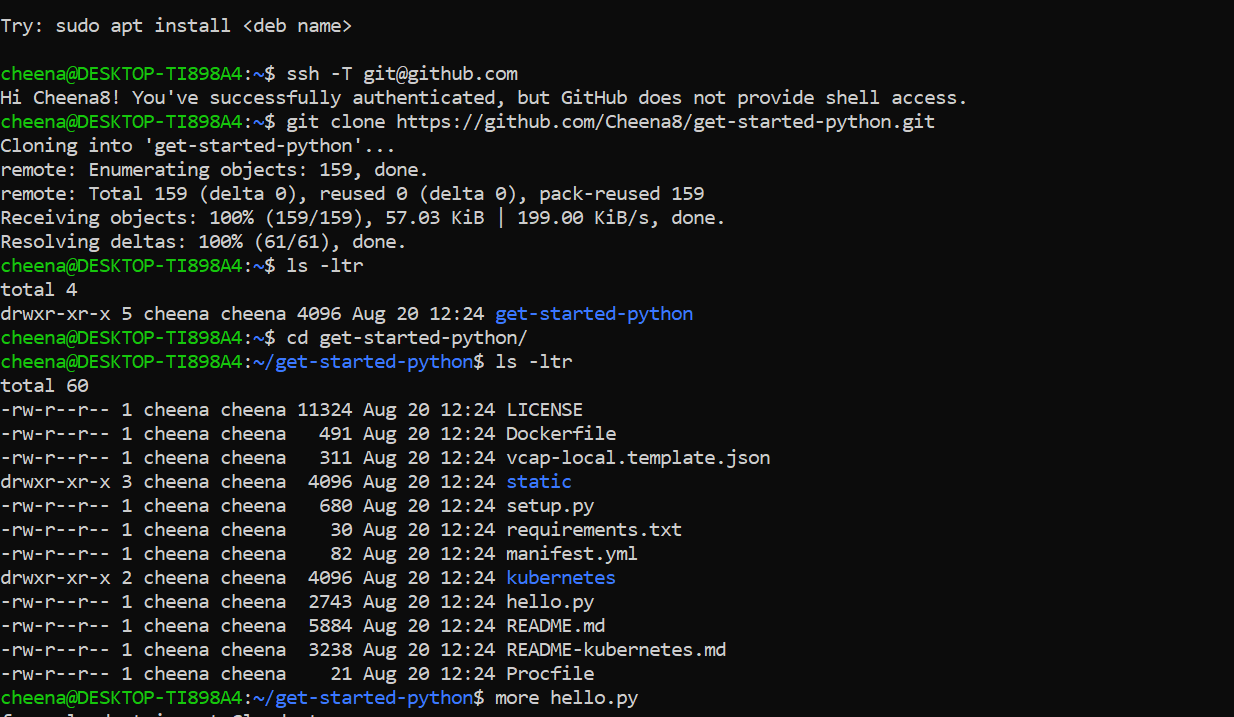 Try: sudo apt install <deb name>
cheena@DESKTOP-TI898A4:~$ ssh -T git@github.com
Hi Cheena8! You've successfully authenticated, but GitHub does not provide shell access.
cheena@DESKTOP-TI898A4:~$ git clone https://github.com/Cheena8/get-started-python.git
Cloning into 'get-started-python'...
remote: Enumerating objects: 159, done.
remote: Total 159 (delta 0), reused 0 (delta 0), pack-reused 159
Receiving objects: 100% (159/159), 57.03 KiB | 199.00 KiB/s, done.
Resolving deltas: 100% (61/61), done.
cheena@DESKTOP-TI898A4:~$ ls -ltr
total 4
drwxr-xr-x 5 cheena cheena 4096 Aug 20 12:24 get-started-python
cheena@DESKTOP-TI898A4:~$ cd get-started-python/
cheena@DESKTOP-TI898A4:~/get-started-python$ ls -ltr
total 60
-rw-r--r-- 1 cheena cheena 11324 Aug 20 12:24 LICENSE
-rw-r--r-- 1 cheena cheena   491 Aug 20 12:24 Dockerfile
-rw-r--r-- 1 cheena cheena   311 Aug 20 12:24 vcap-local.template.json
drwxr-xr-x 3 cheena cheena  4096 Aug 20 12:24 static
-rw-r--r-- 1 cheena cheena   680 Aug 20 12:24 setup.py
-rw-r--r-- 1 cheena cheena    30 Aug 20 12:24 requirements.txt
-rw-r--r-- 1 cheena cheena    82 Aug 20 12:24 manifest.yml
drwxr-xr-x 2 cheena cheena  4096 Aug 20 12:24 kubernetes
-rw-r--r-- 1 cheena cheena  2743 Aug 20 12:24 hello.py
-rw-r--r-- 1 cheena cheena  5884 Aug 20 12:24 README.md
-rw-r--r-- 1 cheena cheena  3238 Aug 20 12:24 README-kubernetes.md
-rw-r--r-- 1 cheena cheena    21 Aug 20 12:24 Procfile
cheena@DESKTOP-TI898A4:~/get-started-python$ more hello.py